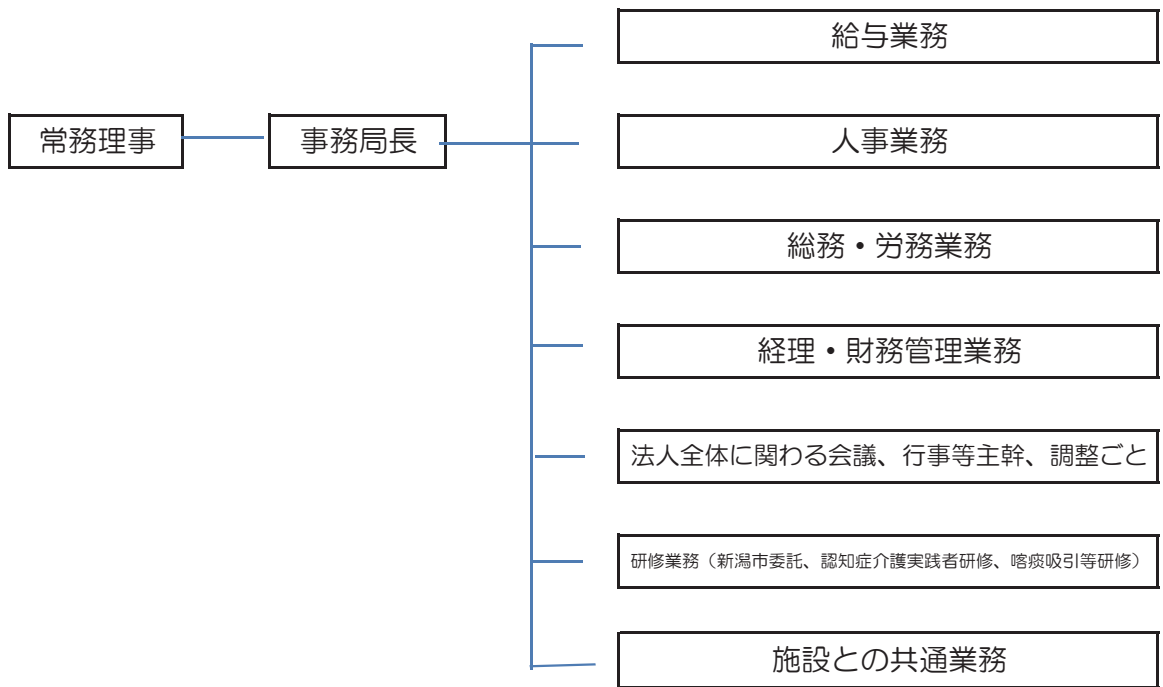 給与業務
常務理事
事務局長
人事業務
総務・労務業務
経理・財務管理業務
法人全体に関わる会議、行事等主幹、調整ごと
研修業務（新潟市委託、認知症介護実践者研修、喀痰吸引等研修）
施設との共通業務